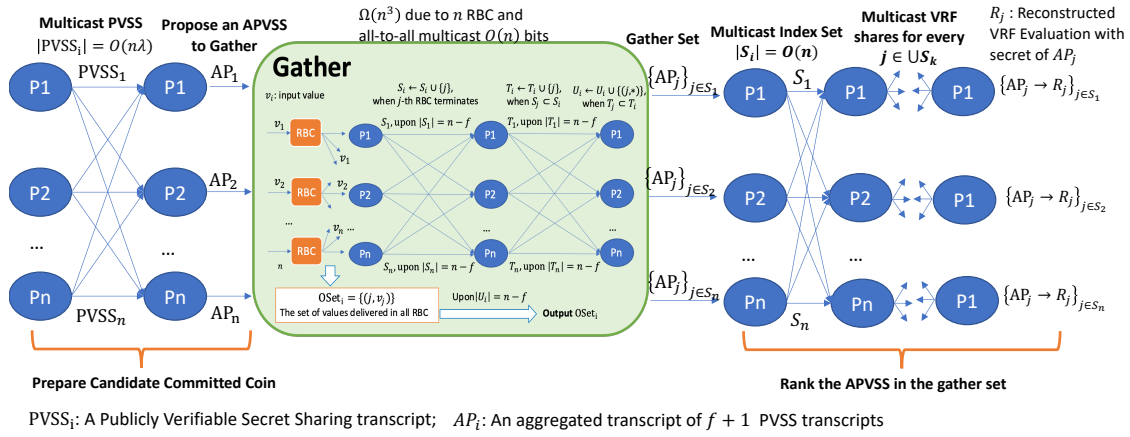 Multicast PVSS
|PVSS_i| = O(nλ)
Propose an APVSS
to Gather
Ω(n³) due to n RBC and
all-to-all multicast O(n) bits
Gather Set
Multicast Index Set
|S_i| = O(n)
Multicast VRF
shares for every
j ∈ ⋃S_k
R_j : Reconstructed
VRF Evaluation with
secret of AP_j
PVSS_1
AP_1
P1
P1
P2
P2
AP_2
...
...
Pn
Pn
PVSS_n
AP_n
Gather
v_i: input value
S_i ← S_i ∪ {j},
when j-th RBC terminates
T_i ← T_i ∪ {j},
when S_j ⊂ S_i
U_i ← U_i ∪ {(j,*)},
when T_j ⊂ T_i
v_1
RBC
v_1
P1
S_1, upon |S_1| = n − f
P1
T_1, upon |T_1| = n − f
P1
v_2
RBC
v_2
P2
P2
P2
...
v_n
...
...
...
n
RBC
Pn
S_n, upon |S_n| = n − f
Pn
T_n, upon |T_n| = n − f
Pn
OSet_i = {(j, v_j)}
The set of values delivered in all RBC
Upon|U_i| = n − f
Output OSet_i
{AP_j}_{j∈S_1}
{AP_j}_{j∈S_2}
{AP_j}_{j∈S_n}
P1
S_1
P1
P1
{AP_j → R_j}_{j∈S_1}
P2
P2
P1
{AP_j → R_j}_{j∈S_2}
...
...
...
Pn
S_n
Pn
P1
{AP_j → R_j}_{j∈S_n}
Prepare Candidate Committed Coin
Rank the APVSS in the gather set
PVSS_i: A Publicly Verifiable Secret Sharing transcript; AP_i: An aggregated transcript of f + 1 PVSS transcripts